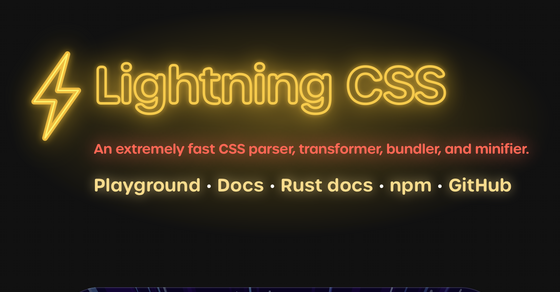 Lightning CSS
An extremely fast CSS parser, transformer, bundler, and minifier.
Playground · Docs · Rust docs · npm · GitHub